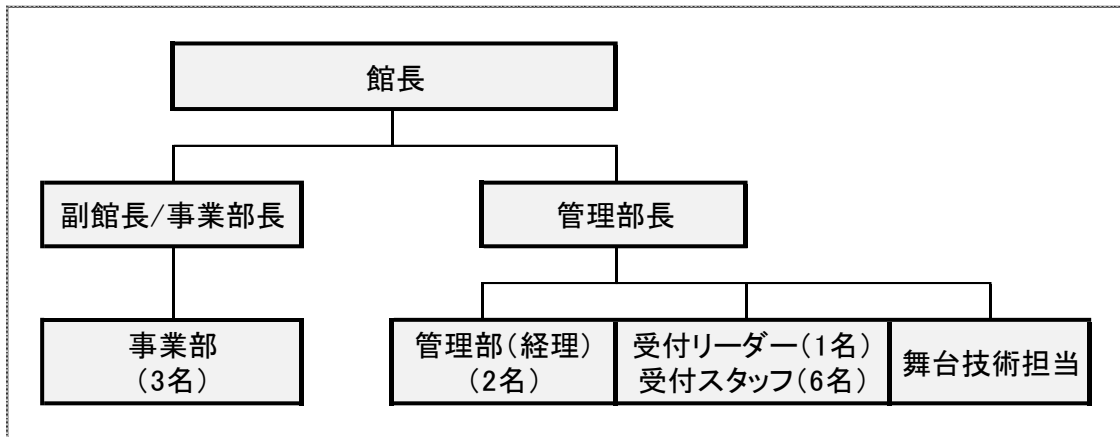 館長
副館長/事業部長
管理部長
事業部
（3名）
管理部（経理）
（2名）
受付リーダー（1名）
受付スタッフ（6名）
舞台技術担当